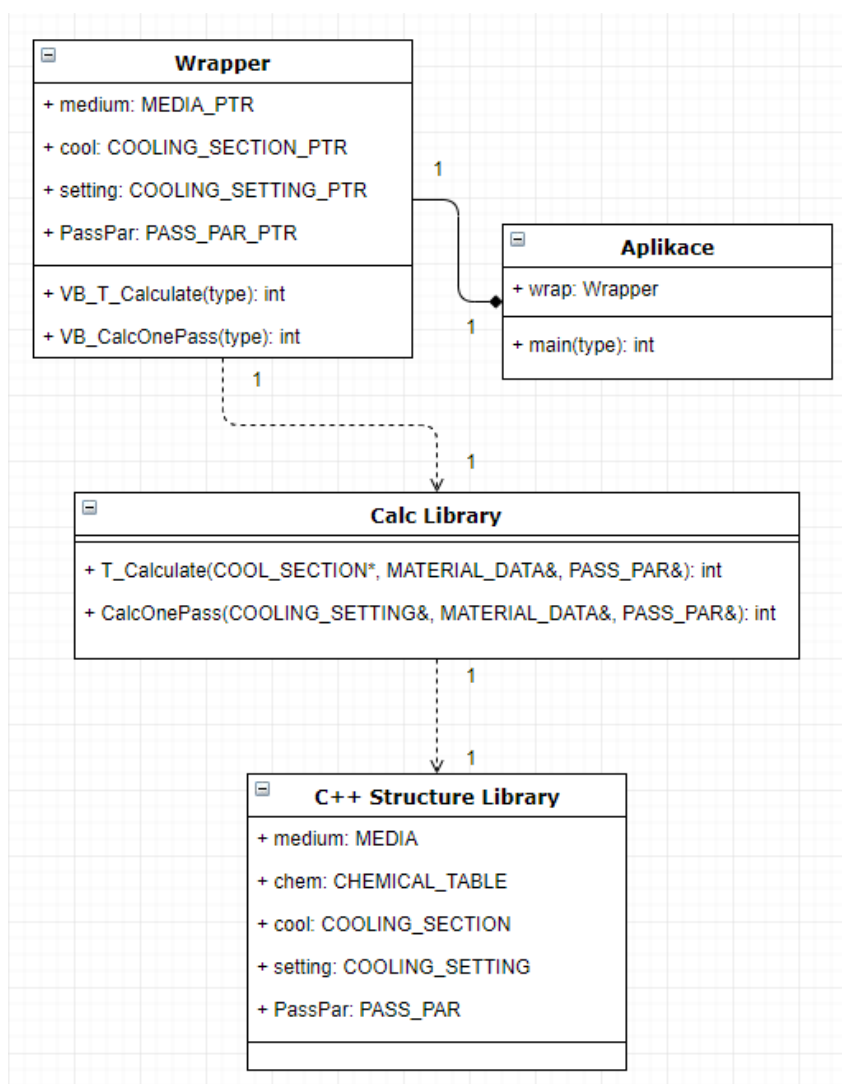 Wrapper
+ medium: MEDIA_PTR
+ cool: COOLING_SECTION_PTR
+ setting: COOLING_SETTING_PTR
+ PassPar: PASS_PAR_PTR
+ VB_T_Calculate(type): int
+ VB_CalcOnePass(type): int
1
Aplikace
+ wrap: Wrapper
+ main(type): int
1
1
1
Calc Library
+ T_Calculate(COOL_SECTION*, MATERIAL_DATA&, PASS_PAR&): int
+ CalcOnePass(COOLING_SETTING&, MATERIAL_DATA&, PASS_PAR&): int
1
1
C++ Structure Library
+ medium: MEDIA
+ chem: CHEMICAL_TABLE
+ cool: COOLING_SECTION
+ setting: COOLING_SETTING
+ PassPar: PASS_PAR